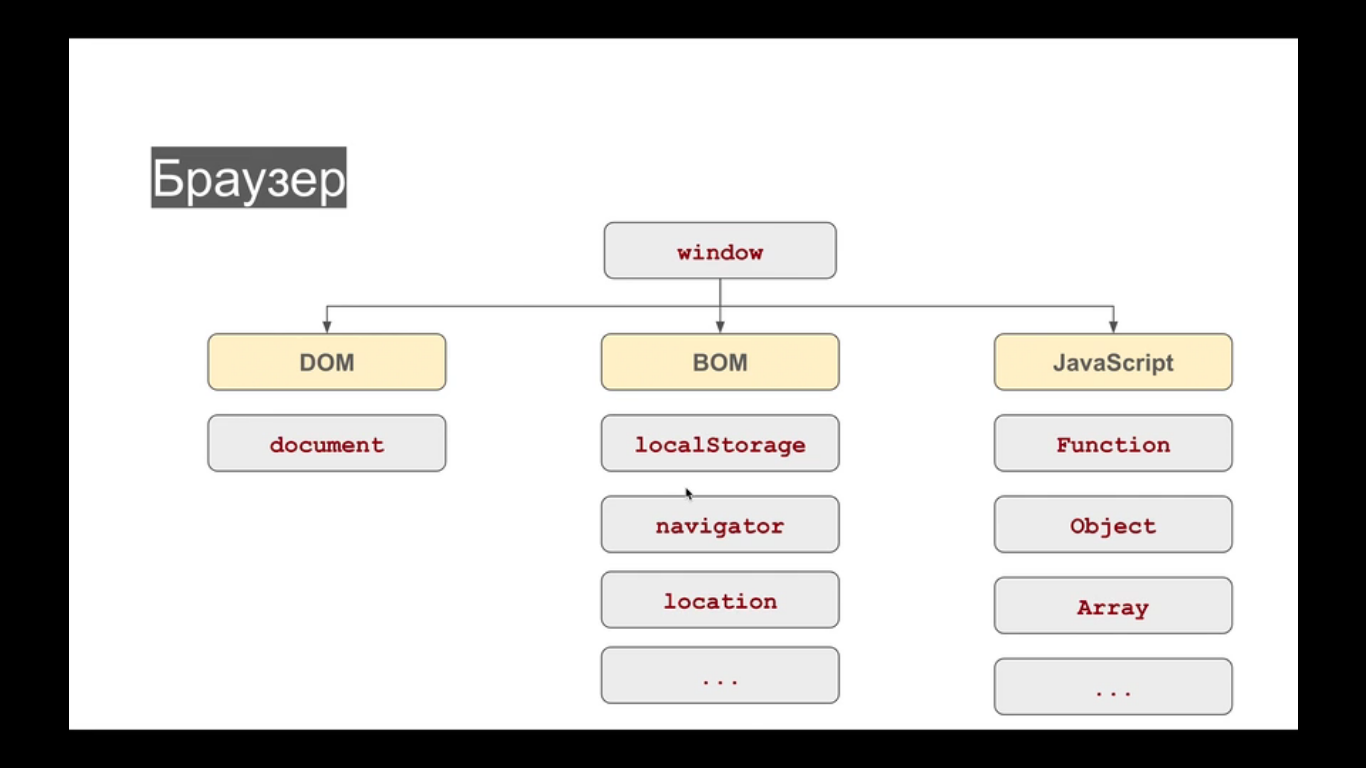 Браузер
window
DOM
BOM
JavaScript
document
localStorage
Function
navigator
Object
location
Array
...
...